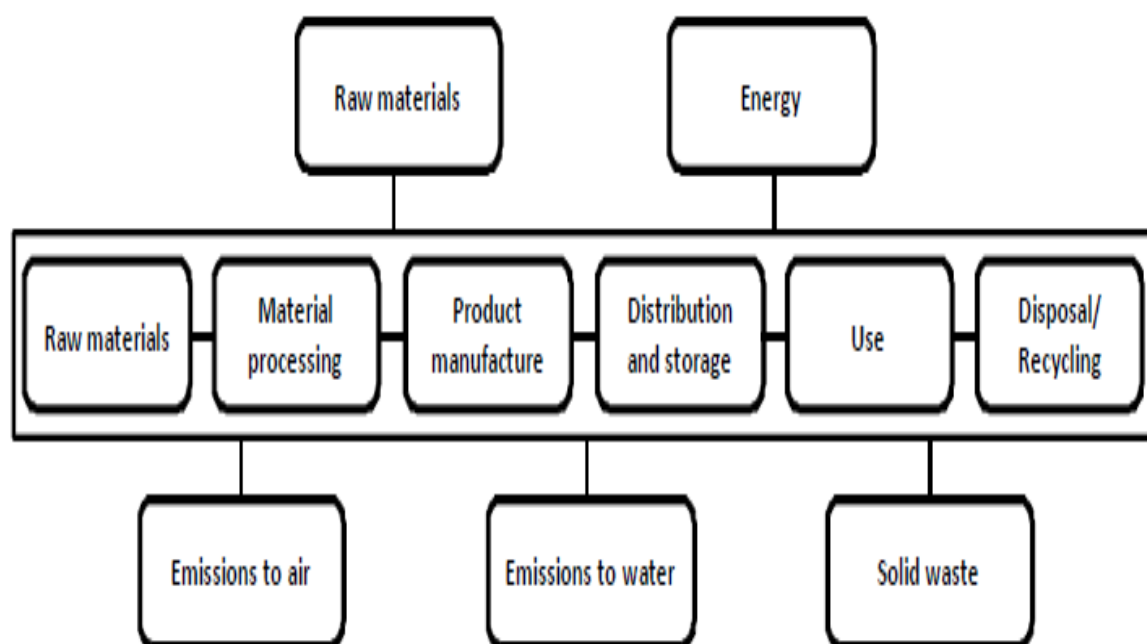 Raw materials
Energy
Raw materials
Material
processing
Product
manufacture
Distribution
and storage
Use
Disposal/
Recycling
Emissions to air
Emissions to water
Solid waste